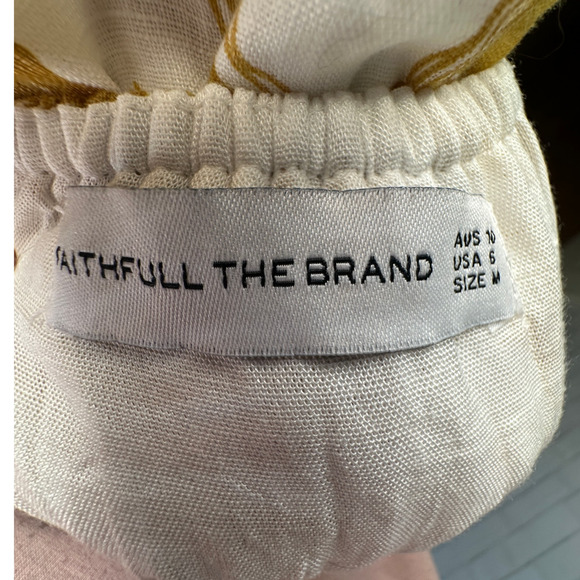 FAITHFULL THE BRAND
AUS 10
USA 6
SIZE M